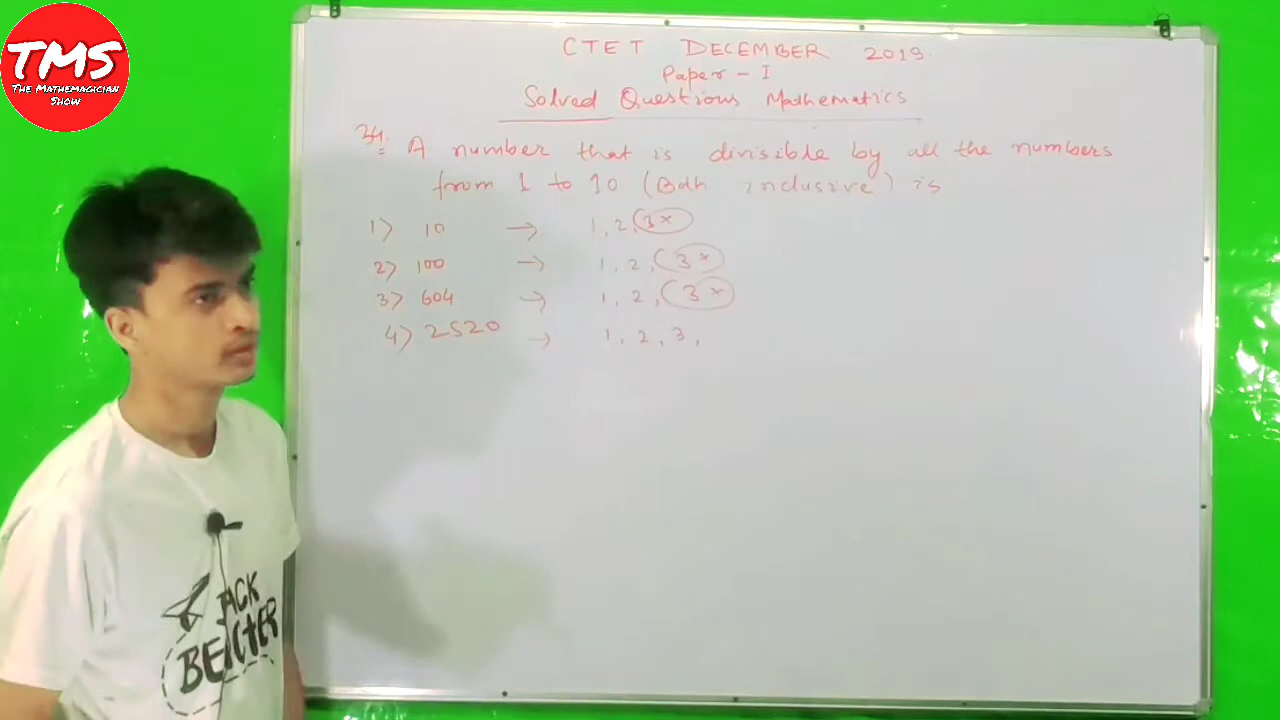 TMS
THE MATHEMAGICIAN
SHOW
CTET DECEMBER 2019
Paper - I
Solved Questions Mathematics
34. A number that is divisible by all the numbers
from 1 to 10 (Both inclusive) is
1) 10 → 1, 2, 3 ×
2) 100 → 1, 2, 3 ×
3) 604 → 1, 2, 3 ×
4) 2520 → 1, 2, 3,
BENCTER